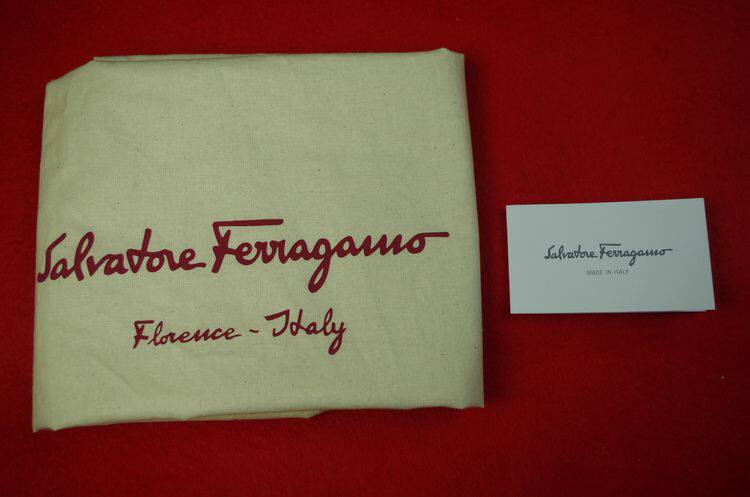 Salvatore Ferragamo
Florence - Italy
Salvatore Ferragamo
MADE IN ITALY